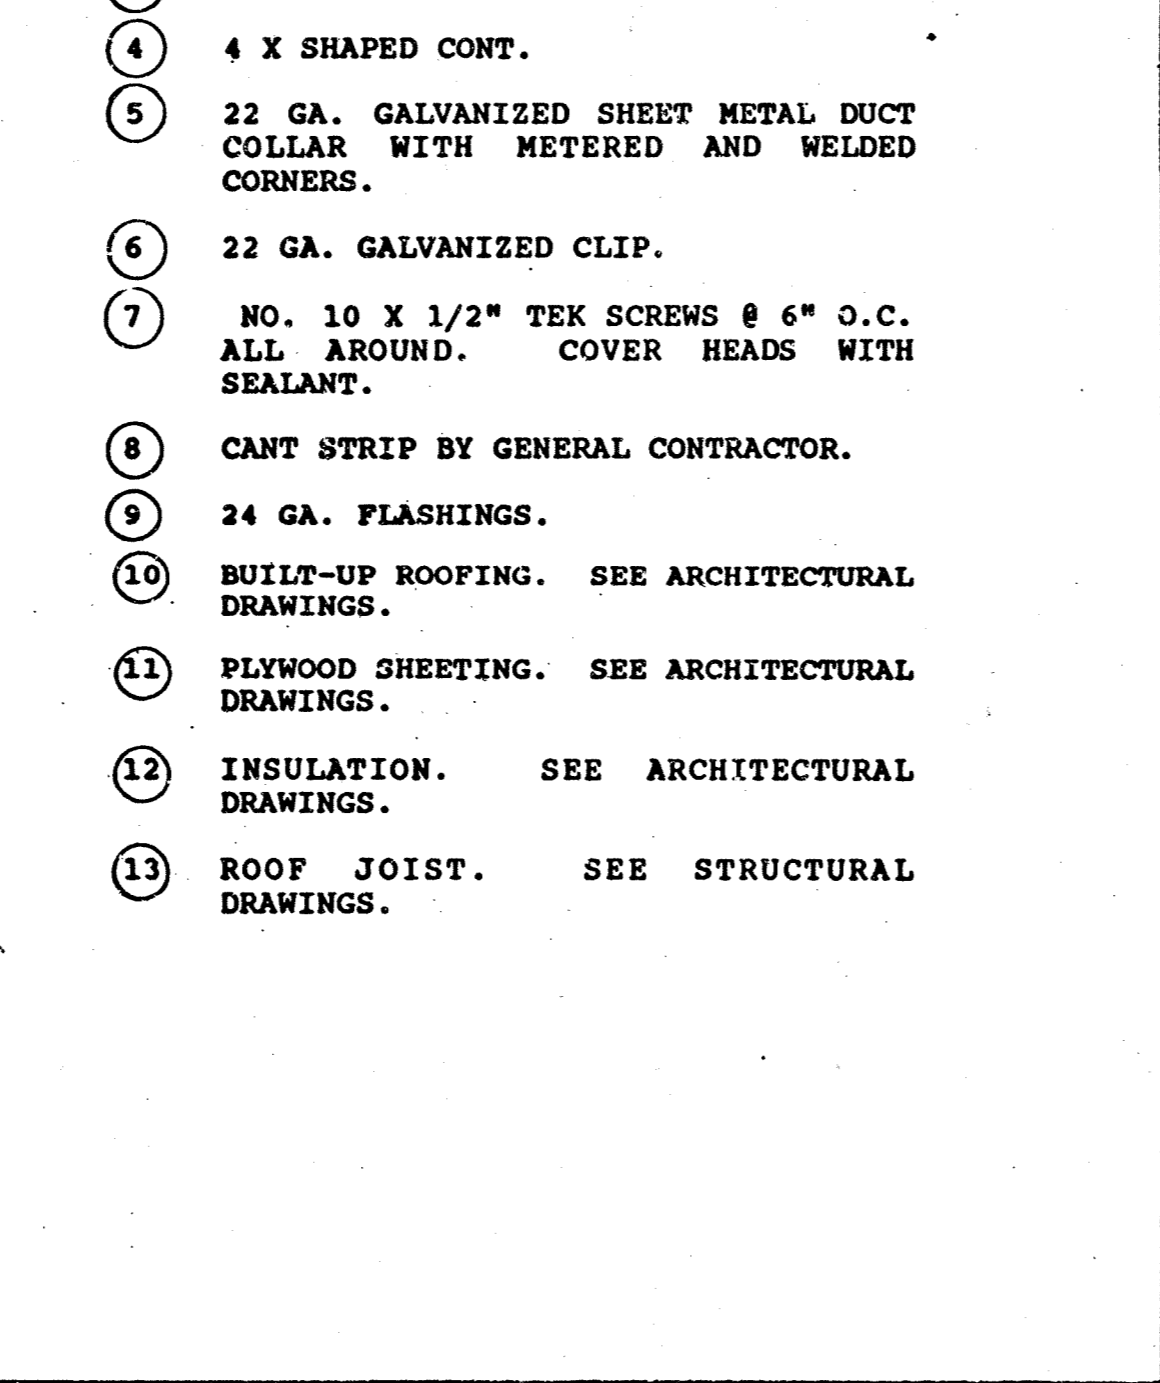 4 4 X SHAPED CONT.
5 22 GA. GALVANIZED SHEET METAL DUCT
COLLAR WITH METERED AND WELDED
CORNERS.
6 22 GA. GALVANIZED CLIP.
7 NO. 10 X 1/2" TEK SCREWS @ 6" O.C.
ALL AROUND. COVER HEADS WITH
SEALANT.
8 CANT STRIP BY GENERAL CONTRACTOR.
9 24 GA. FLASHINGS.
10 BUILT-UP ROOFING. SEE ARCHITECTURAL
DRAWINGS.
11 PLYWOOD SHEETING. SEE ARCHITECTURAL
DRAWINGS.
12 INSULATION. SEE ARCHITECTURAL
DRAWINGS.
13 ROOF JOIST. SEE STRUCTURAL
DRAWINGS.